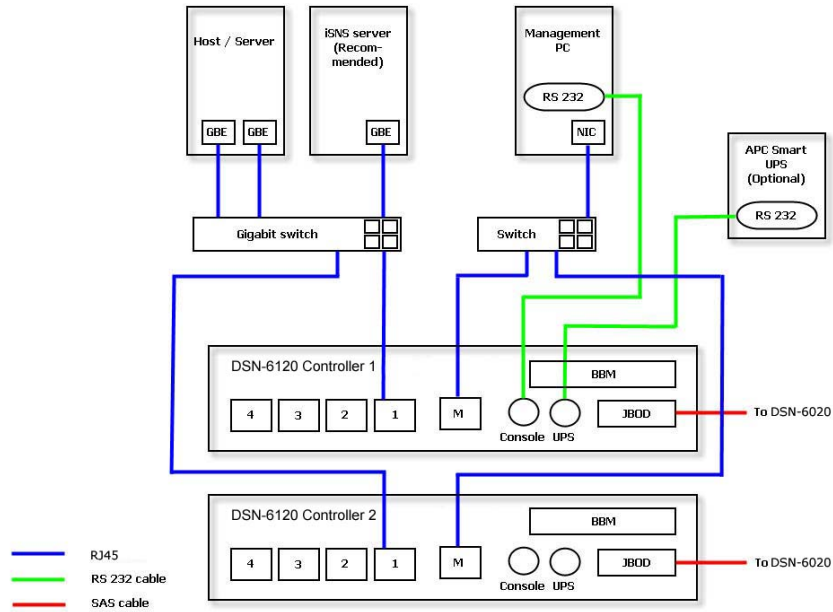 Host / Server
GBE
GBE
iSNS server
(Recom-
mended)
GBE
Management
PC
RS 232
NIC
APC Smart
UPS
(Optional)
RS 232
Gigabit switch
Switch
DSN-6120 Controller 1
BBM
4
3
2
1
M
Console
UPS
JBOD
To DSN-6020
DSN-6120 Controller 2
BBM
4
3
2
1
M
Console
UPS
JBOD
To DSN-6020
RJ45
RS 232 cable
SAS cable